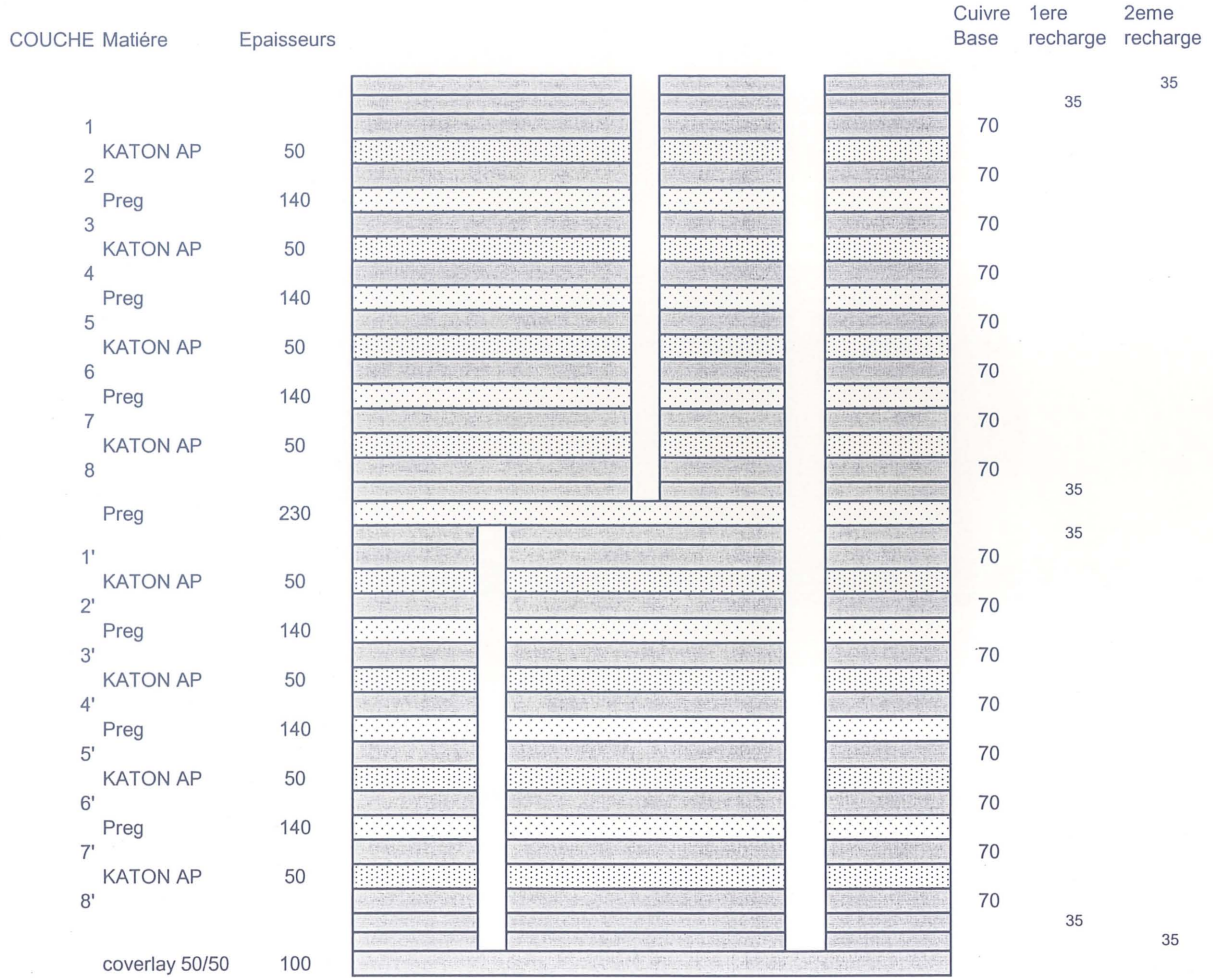 Cuivre 1ere 2eme
COUCHE Matiére Epaisseurs Base recharge recharge
35
35
1 70
KATON AP 50
2 70
Preg 140
3 70
KATON AP 50
4 70
Preg 140
5 70
KATON AP 50
6 70
Preg 140
7 70
KATON AP 50
8 70
35
Preg 230
35
1' 70
KATON AP 50
2' 70
Preg 140
3' 70
KATON AP 50
4' 70
Preg 140
5' 70
KATON AP 50
6' 70
Preg 140
7' 70
KATON AP 50
8' 70
35
35
coverlay 50/50 100